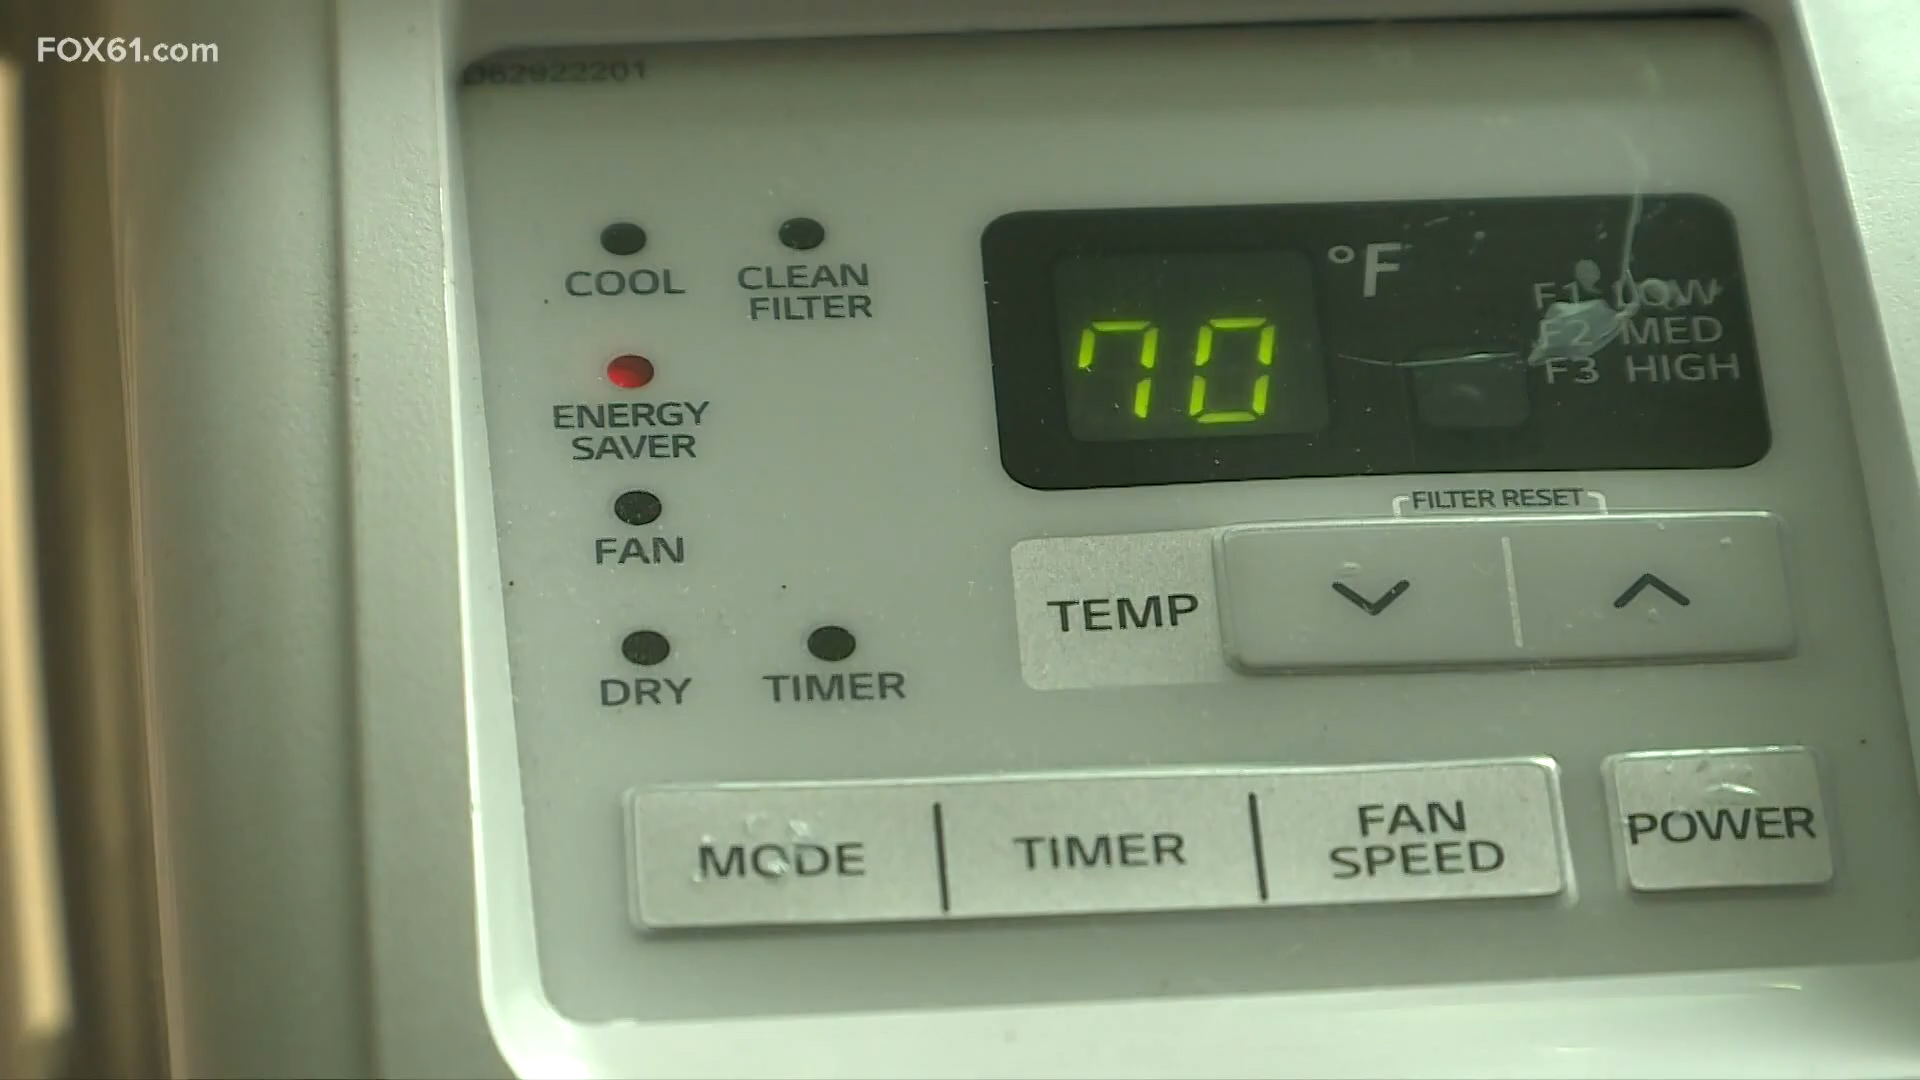 FOX61.com
D62922201
COOL
CLEAN
FILTER
ENERGY
SAVER
FAN
DRY
TIMER
70
°F
F1 LOW
F2 MED
F3 HIGH
FILTER RESET
TEMP
MODE
TIMER
FAN
SPEED
POWER